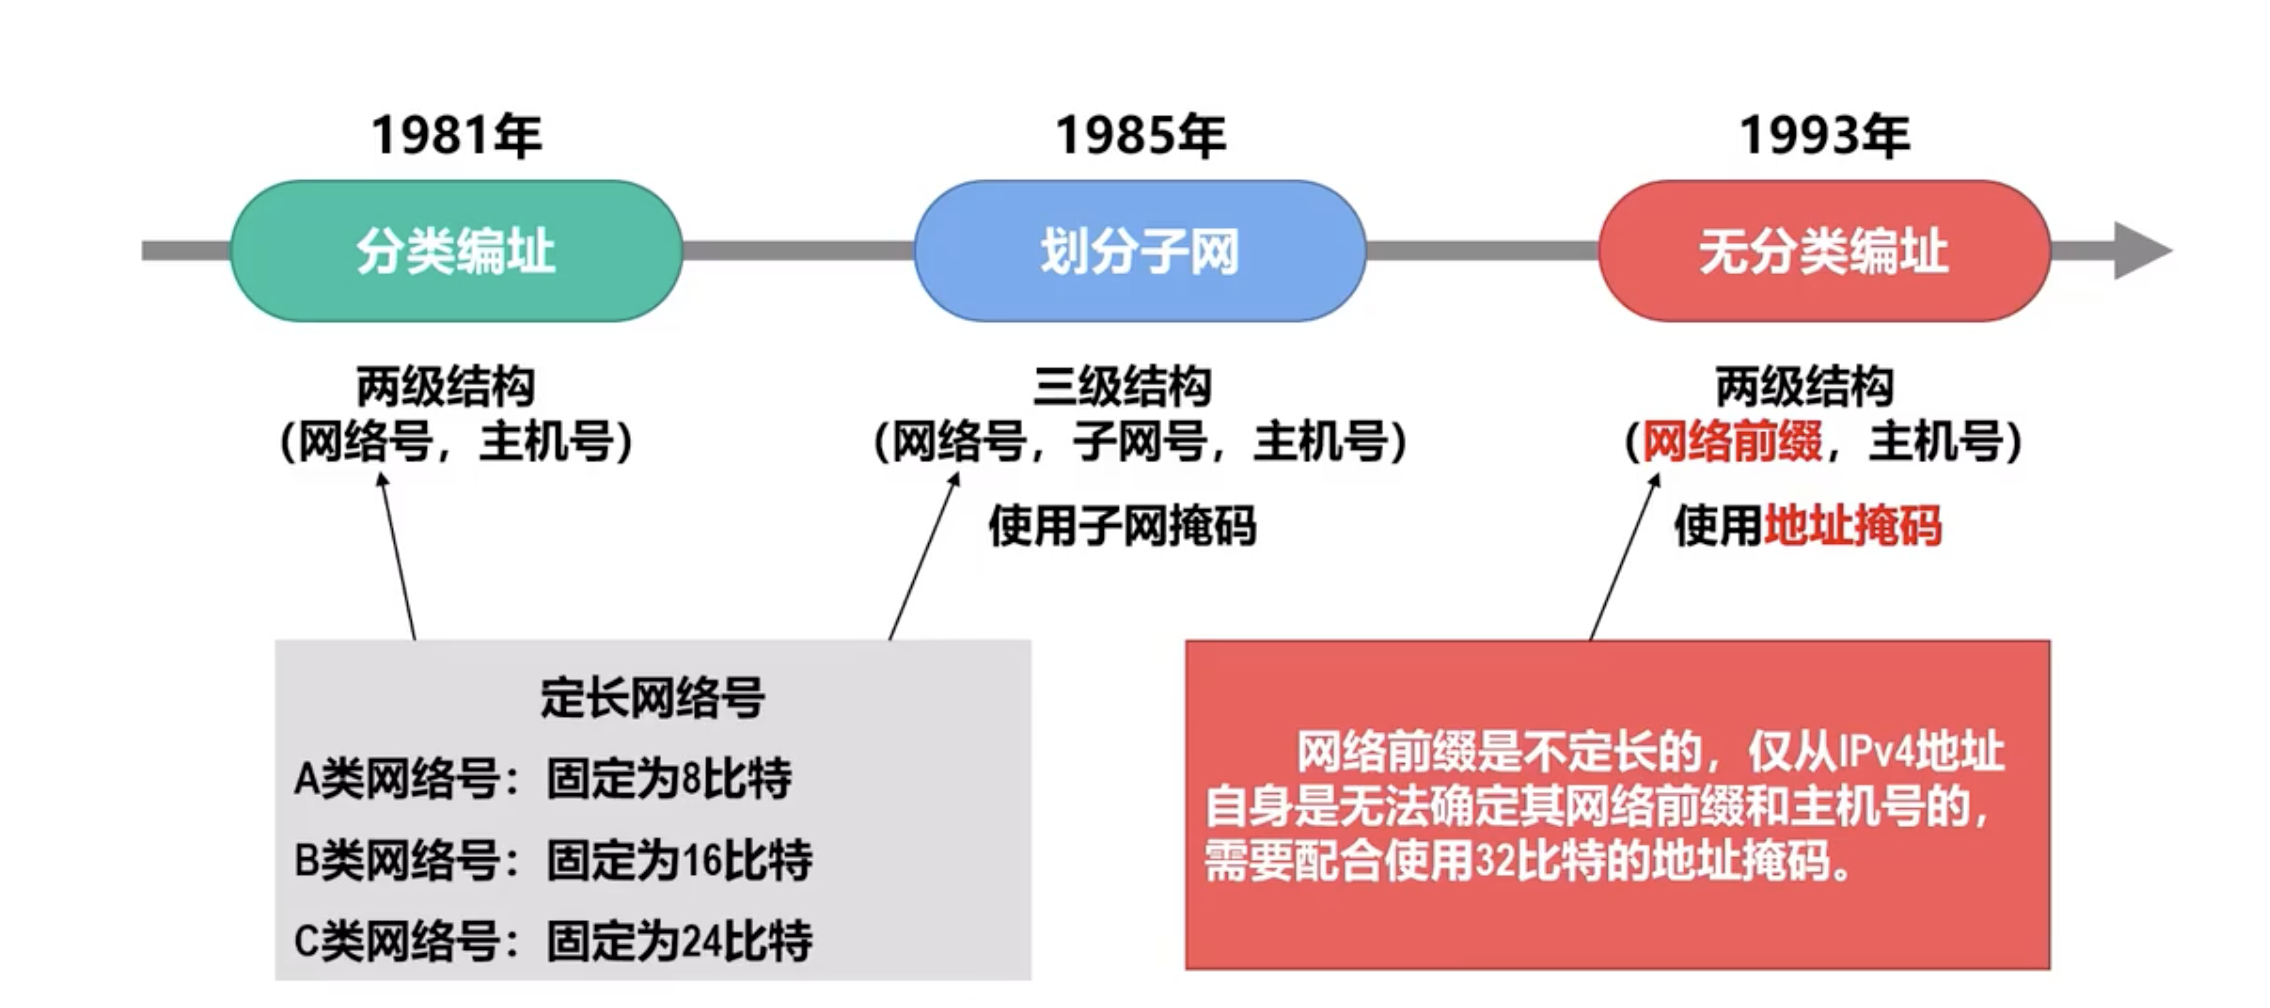 1981年
1985年
1993年
分类编址
划分子网
无分类编址
两级结构
（网络号，主机号）
三级结构
（网络号，子网号，主机号）
使用子网掩码
两级结构
（网络前缀，主机号）
使用地址掩码
定长网络号
A类网络号：固定为8比特
B类网络号：固定为16比特
C类网络号：固定为24比特
网络前缀是不定长的，仅从IPv4地址
自身是无法确定其网络前缀和主机号的，
需要配合使用32比特的地址掩码。